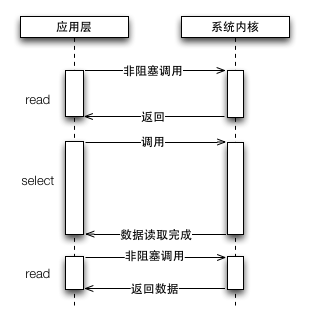 应用层
系统内核
非阻塞调用
read
返回
调用
select
数据读取完成
非阻塞调用
read
返回数据